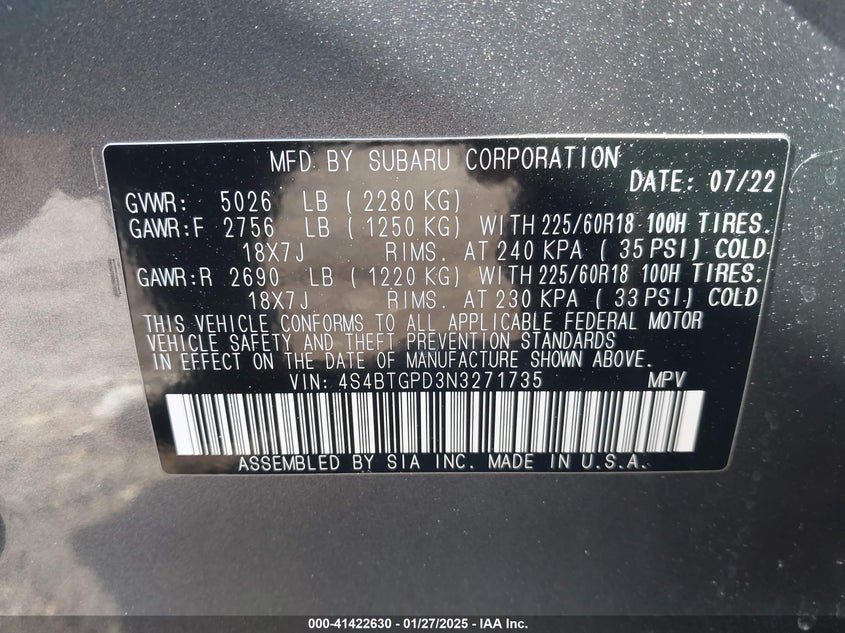 MFD. BY SUBARU CORPORATION
DATE: 07/22
GVWR: 5026 LB ( 2280 KG)
GAWR:F 2756 LB ( 1250 KG) WITH 225/60R18 100H TIRES.
18X7J RIMS. AT 240 KPA ( 35 PSI) COLD
GAWR:R 2690 LB ( 1220 KG) WITH 225/60R18 100H TIRES.
18X7J RIMS. AT 230 KPA ( 33 PSI) COLD
THIS VEHICLE CONFORMS TO ALL APPLICABLE FEDERAL MOTOR
VEHICLE SAFETY AND THEFT PREVENTION STANDARDS
IN EFFECT ON THE DATE OF MANUFACTURE SHOWN ABOVE.
VIN: 4S4BTGPD3N3271735 MPV
ASSEMBLED BY SIA INC. MADE IN U.S.A.
000-41422630 - 01/27/2025 - IAA Inc.